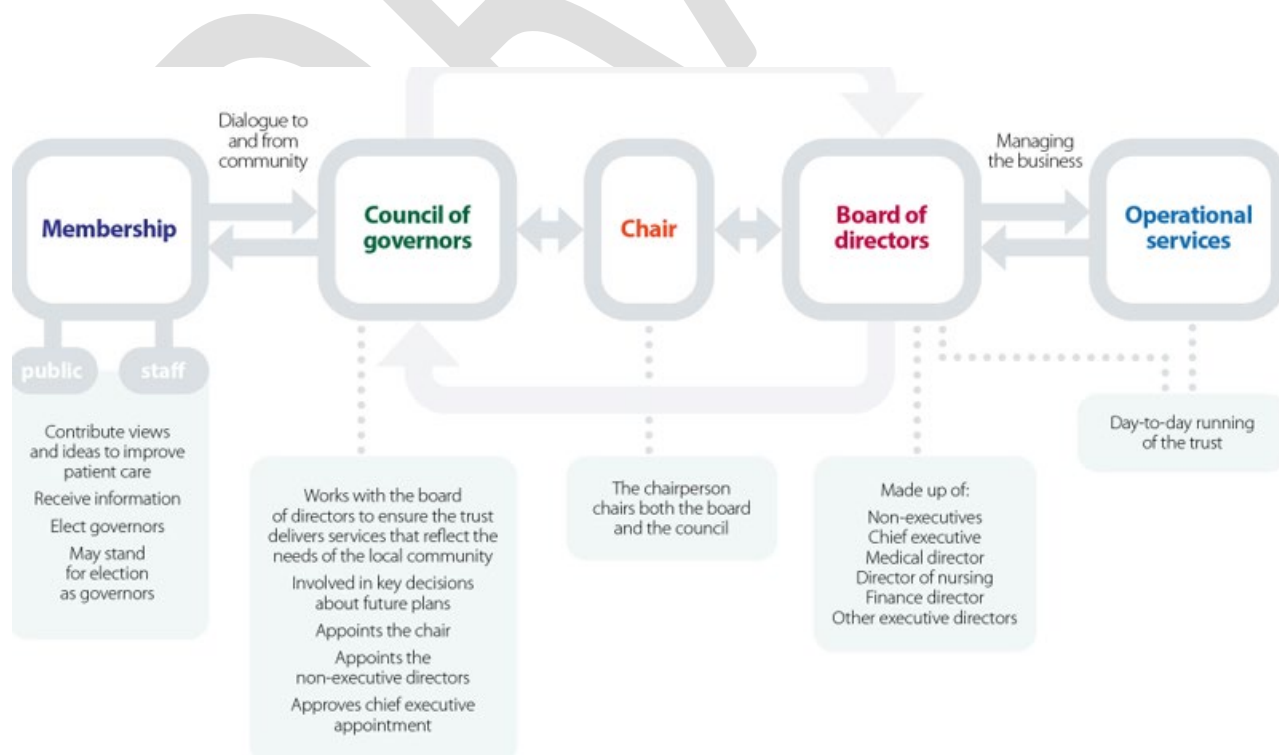 Dialogue to
and from
community
Managing
the business
Membership
Council of
governors
Chair
Board of
directors
Operational
services
public
staff
Contribute views
and ideas to improve
patient care
Receive information
Elect governors
May stand
for election
as governors
Works with the board
of directors to ensure the trust
delivers services that reflect the
needs of the local community
Involved in key decisions
about future plans
Appoints the chair
Appoints the
non-executive directors
Approves chief executive
appointment
The chairperson
chairs both the board
and the council
Made up of:
Non-executives
Chief executive
Medical director
Director of nursing
Finance director
Other executive directors
Day-to-day running
of the trust